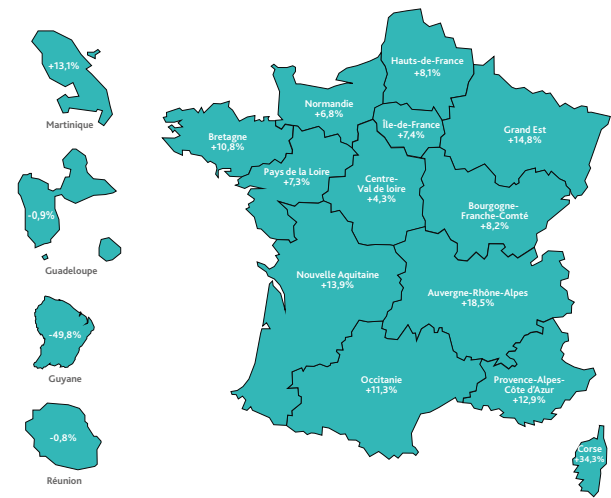 +13,1%
Martinique
-0,9%
Guadeloupe
-49,8%
Guyane
-0,8%
Réunion
Hauts-de-France
+8,1%
Normandie
+6,8%
Île-de-France
+7,4%
Grand Est
+14,8%
Bretagne
+10,8%
Pays de la Loire
+7,3%
Centre-
Val de loire
+4,3%
Bourgogne-
Franche-Comté
+8,2%
Nouvelle Aquitaine
+13,9%
Auvergne-Rhône-Alpes
+18,5%
Occitanie
+11,3%
Provence-Alpes-
Côte d'Azur
+12,9%
Corse
+34,3%